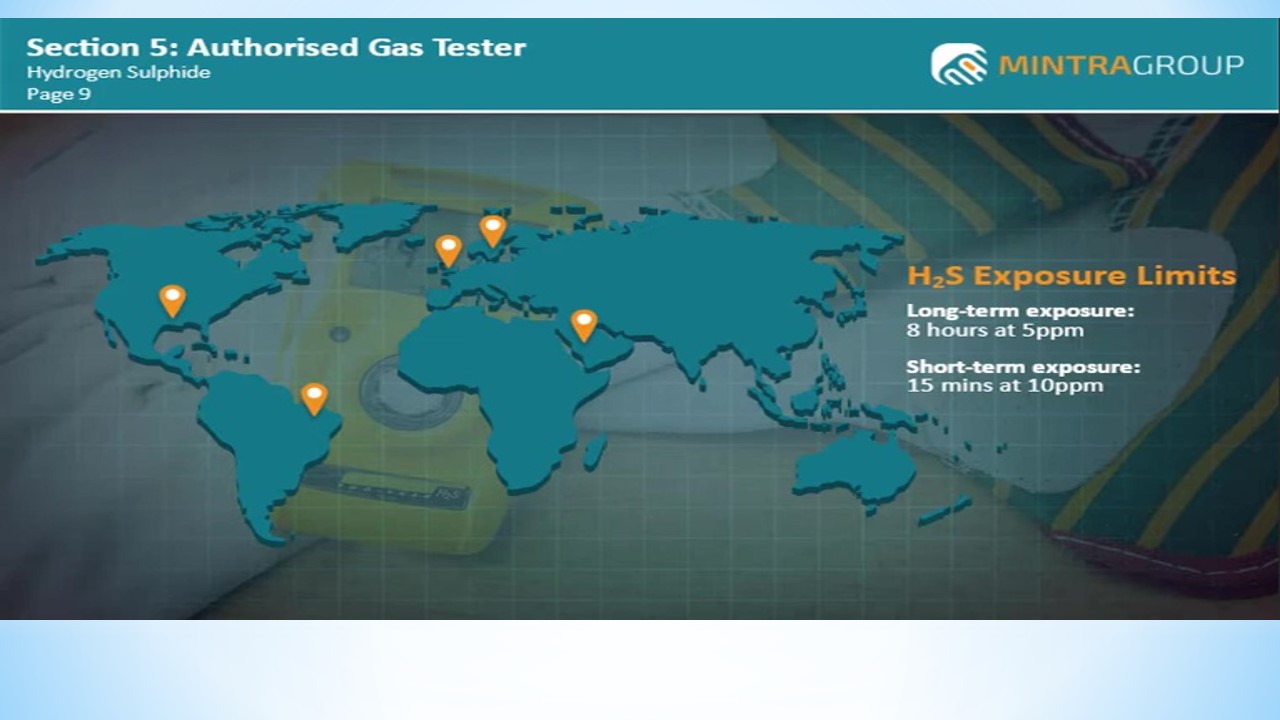 Section 5: Authorised Gas Tester
Hydrogen Sulphide
Page 9
MINTRAGROUP
H₂S Exposure Limits
Long-term exposure:
8 hours at 5ppm
Short-term exposure:
15 mins at 10ppm
H₂S